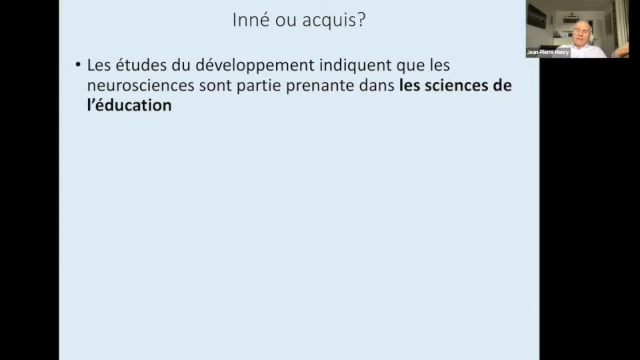 Inné ou acquis?
Jean-Pierre Henry
• Les études du développement indiquent que les
neurosciences sont partie prenante dans les sciences de
l’éducation